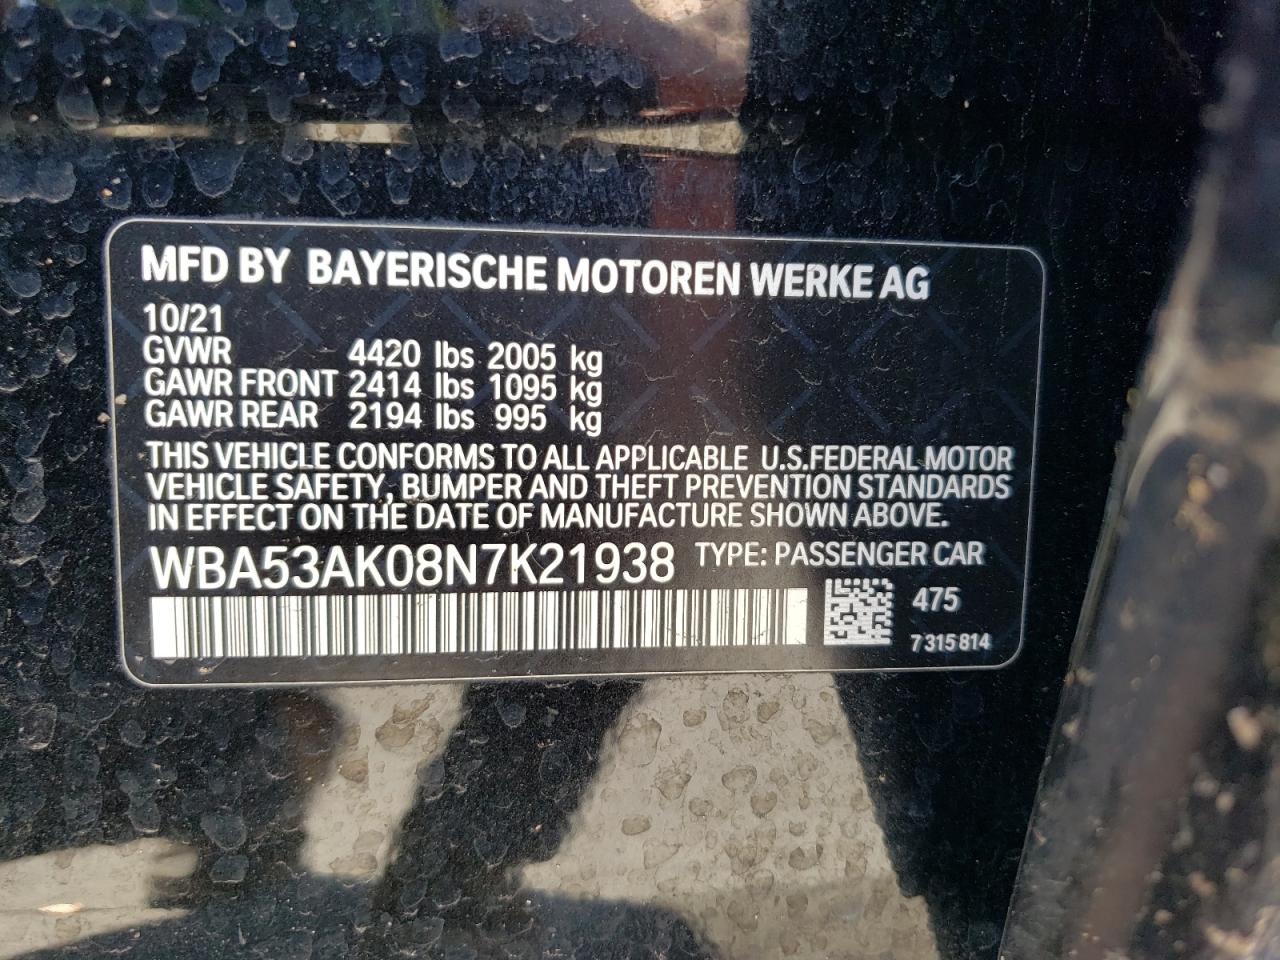 MFD BY BAYERISCHE MOTOREN WERKE AG
10/21
GVWR 4420 lbs 2005 kg
GAWR FRONT 2414 lbs 1095 kg
GAWR REAR 2194 lbs 995 kg
THIS VEHICLE CONFORMS TO ALL APPLICABLE U.S.FEDERAL MOTOR
VEHICLE SAFETY, BUMPER AND THEFT PREVENTION STANDARDS
IN EFFECT ON THE DATE OF MANUFACTURE SHOWN ABOVE.
WBA53AK08N7K21938 TYPE: PASSENGER CAR
475
7 315 814